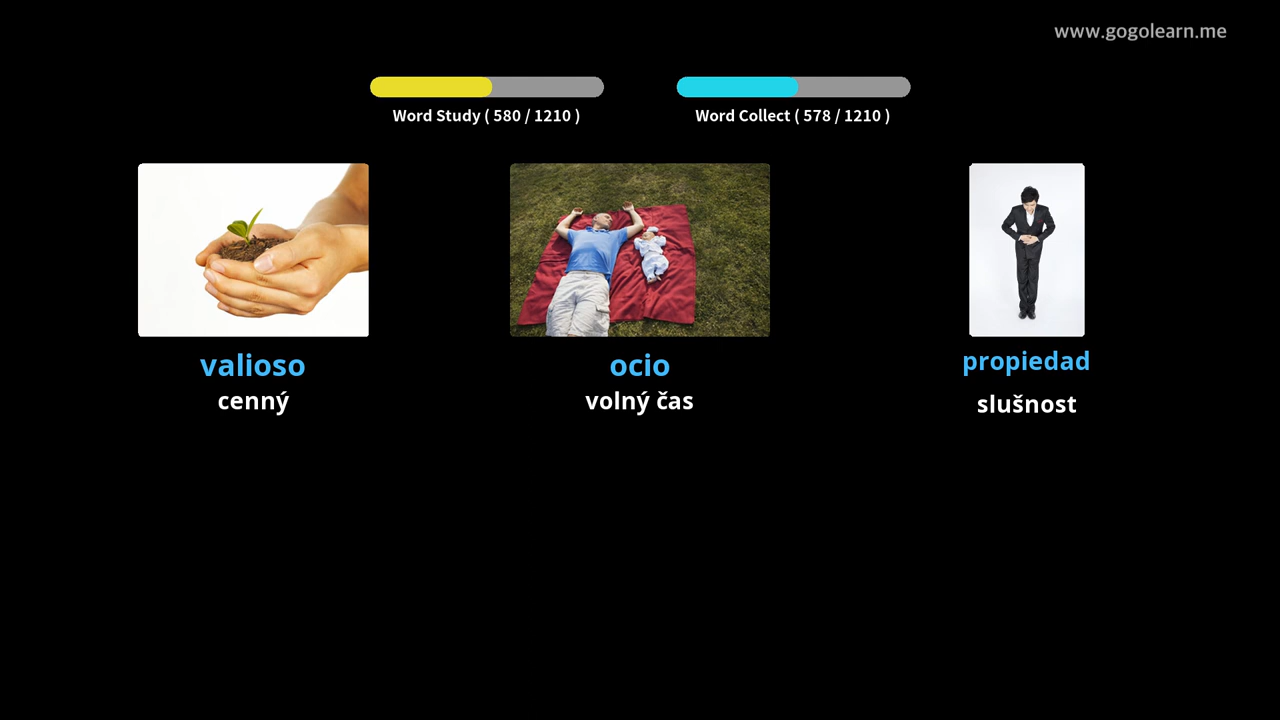 www.gogolearn.me
Word Study ( 580 / 1210 )
Word Collect ( 578 / 1210 )
valioso
cenný
ocio
volný čas
propiedad
slušnost